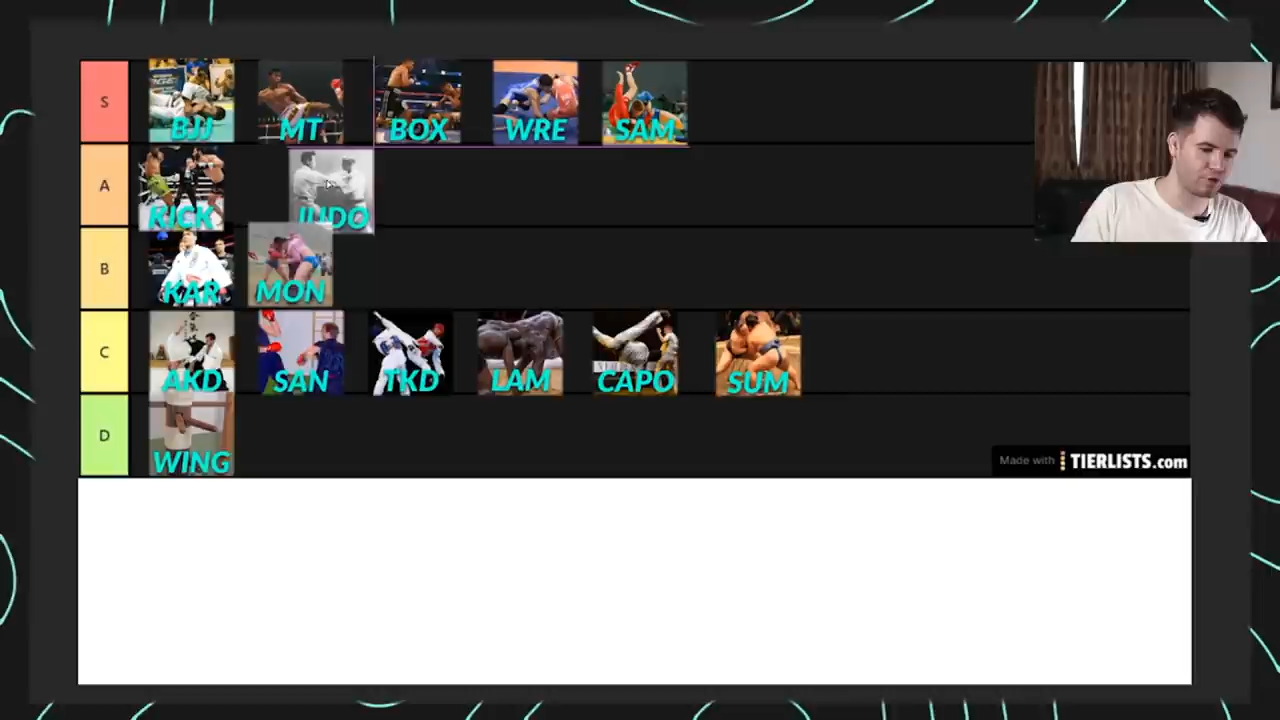 S
BJJ
MT
BOX
WRE
SAM
A
KICK
JUDO
B
KAR
MON
C
AKD
SAN
TKD
LAM
CAPO
SUM
D
WING
Made with TIERLISTS.com